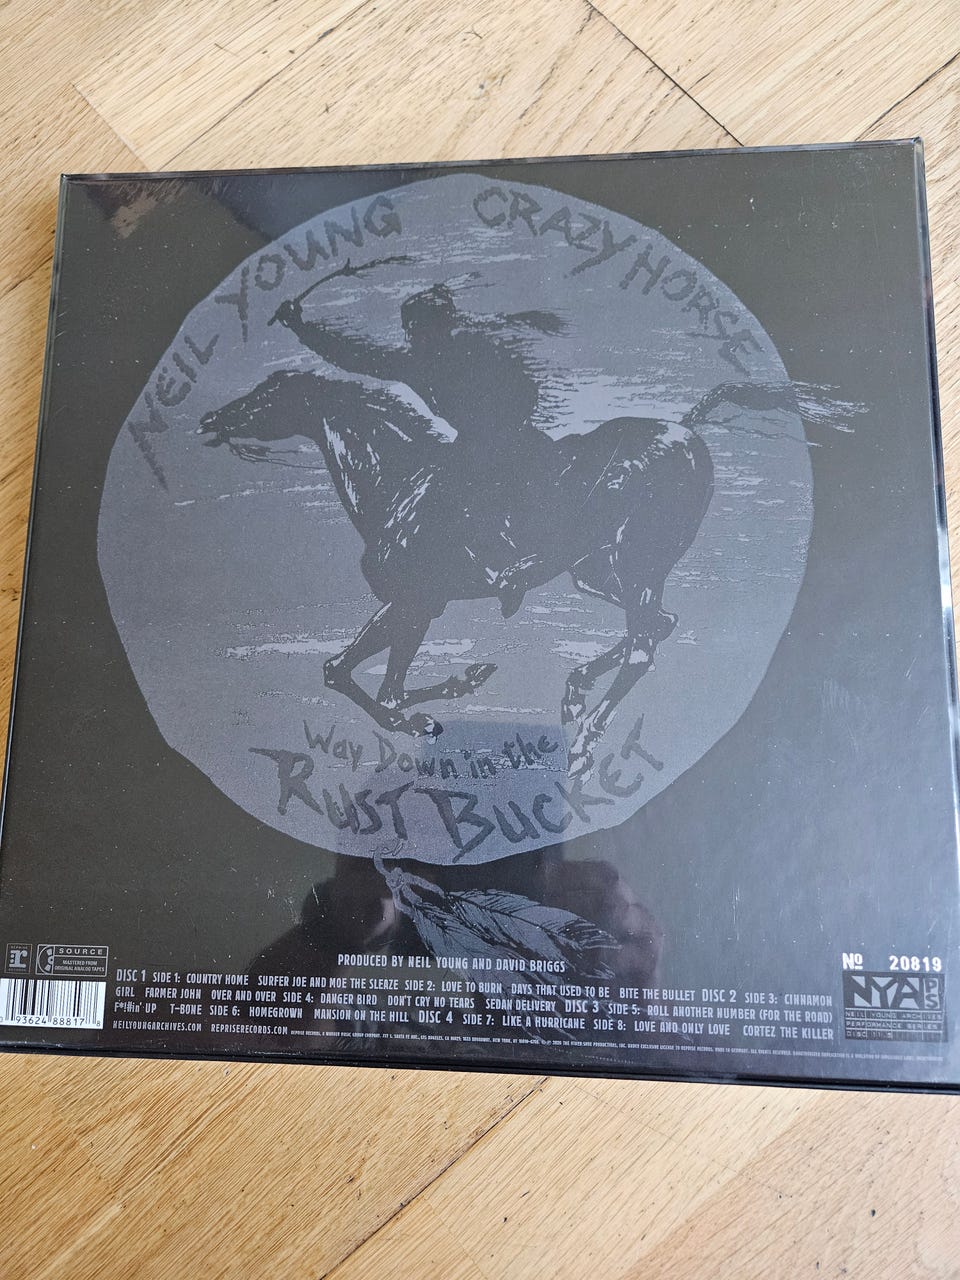 NEIL YOUNG CRAZY HORSE
Way Down in the
RUST BUCKET
REPRISE
r
RECORDS
SOURCE
MASTERED FROM
ORIGINAL ANALOG TAPES
PRODUCED BY NEIL YOUNG AND DAVID BRIGGS
DISC 1 SIDE 1: COUNTRY HOME SURFER JOE AND MOE THE SLEAZE SIDE 2: LOVE TO BURN DAYS THAT USED TO BE BITE THE BULLET DISC 2 SIDE 3: CINNAMON
GIRL FARMER JOHN OVER AND OVER SIDE 4: DANGER BIRD DON'T CRY NO TEARS SEDAN DELIVERY DISC 3 SIDE 5: ROLL ANOTHER NUMBER (FOR THE ROAD)
F*!#in' UP T-BONE SIDE 6: HOMEGROWN MANSION ON THE HILL DISC 4 SIDE 7: LIKE A HURRICANE SIDE 8: LOVE AND ONLY LOVE CORTEZ THE KILLER
NEILYOUNGARCHIVES.COM REPRISERECORDS.COM
93624 88817 8
Nº 20819
NYA PS
NEIL YOUNG ARCHIVES
PERFORMANCE SERIES